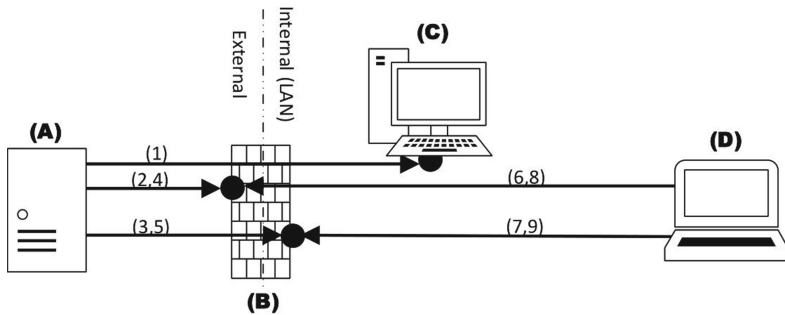 External
Internal (LAN)
(C)
(A)
(D)
(1)
(2,4)
(6,8)
(3,5)
(7,9)
(B)